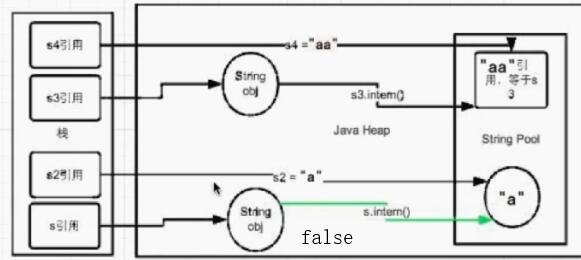 s4引用
s4 ="aa"
"aa"引
用，等于s
3
s3引用
String
obj
s3.intern()
栈
Java Heap
String Pool
s2引用
s2 = "a"
"a"
s引用
String
obj
s.intern()
false